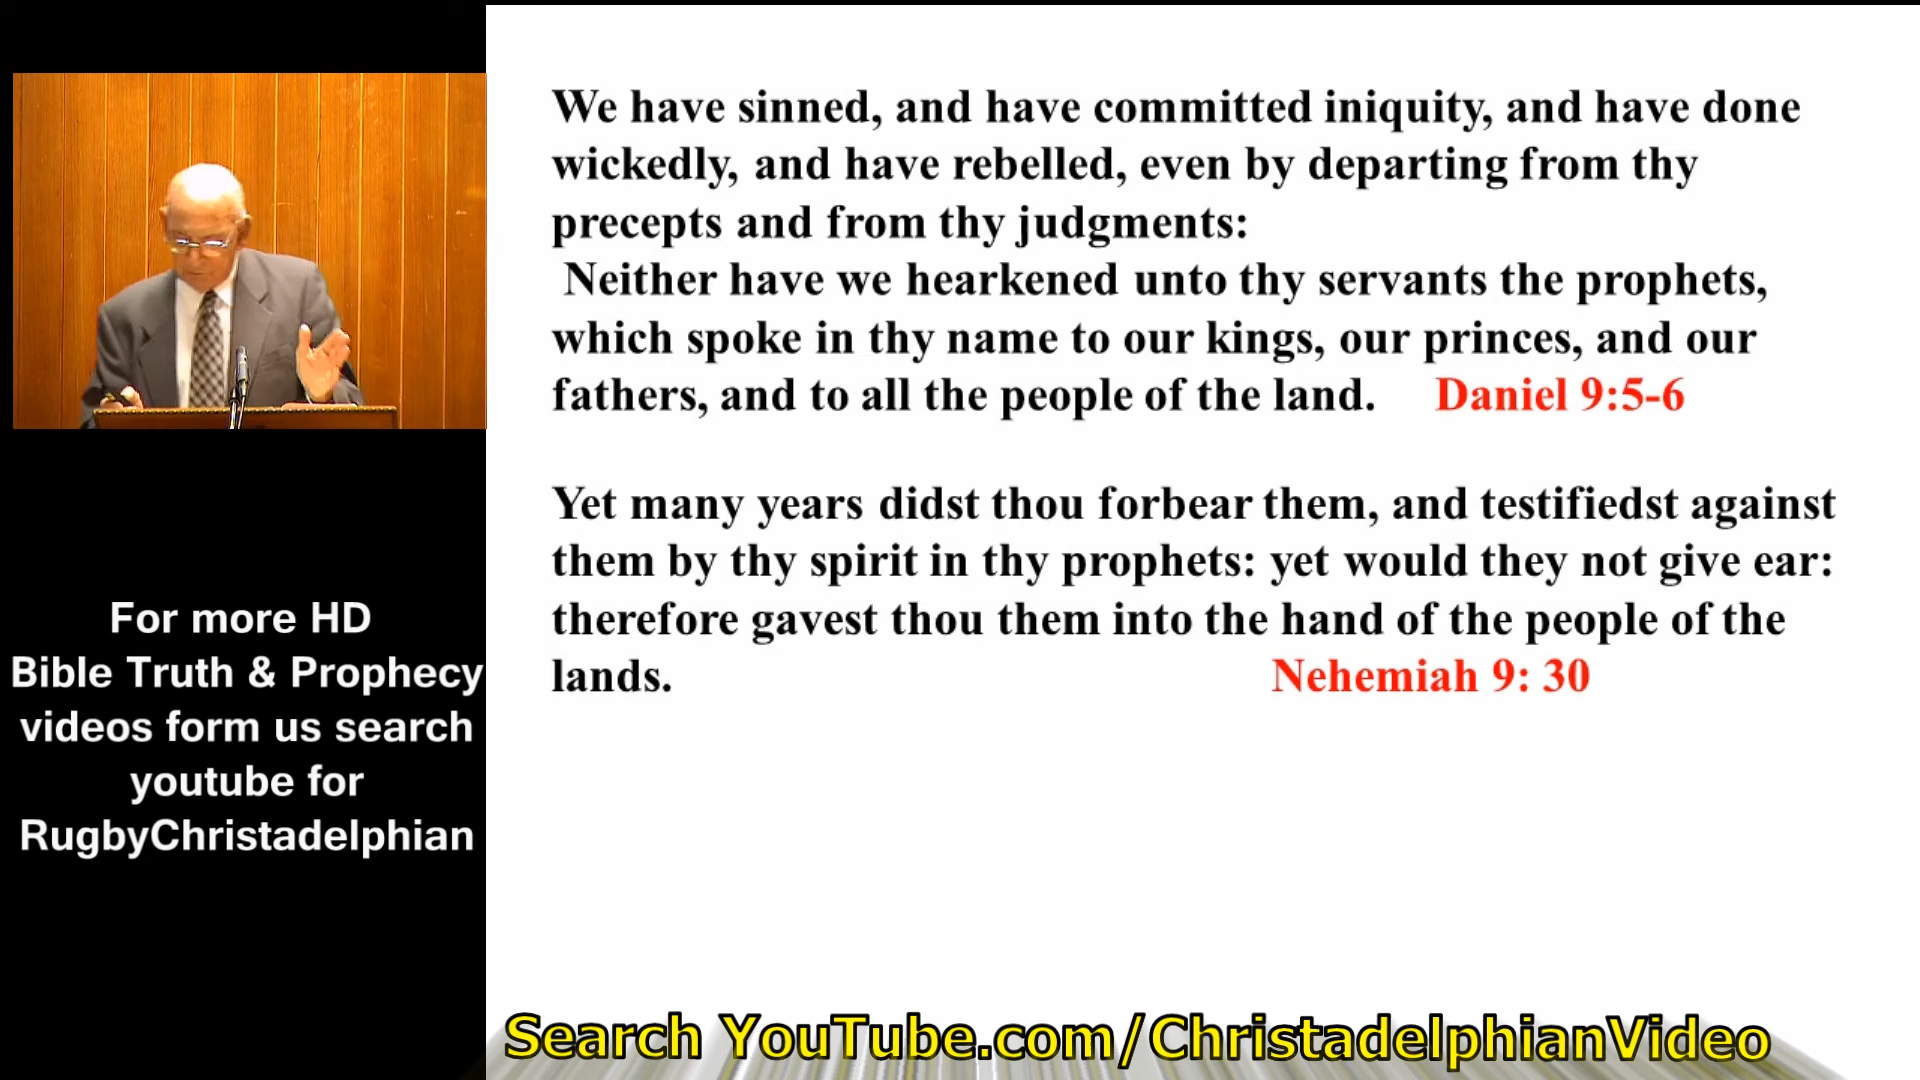 We have sinned, and have committed iniquity, and have done
wickedly, and have rebelled, even by departing from thy
precepts and from thy judgments:
Neither have we hearkened unto thy servants the prophets,
which spoke in thy name to our kings, our princes, and our
fathers, and to all the people of the land. Daniel 9:5-6
Yet many years didst thou forbear them, and testifiedst against
them by thy spirit in thy prophets: yet would they not give ear:
therefore gavest thou them into the hand of the people of the
lands. Nehemiah 9: 30
For more HD
Bible Truth & Prophecy
videos form us search
youtube for
RugbyChristadelphian
Search YouTube.com/ChristadelphianVideo